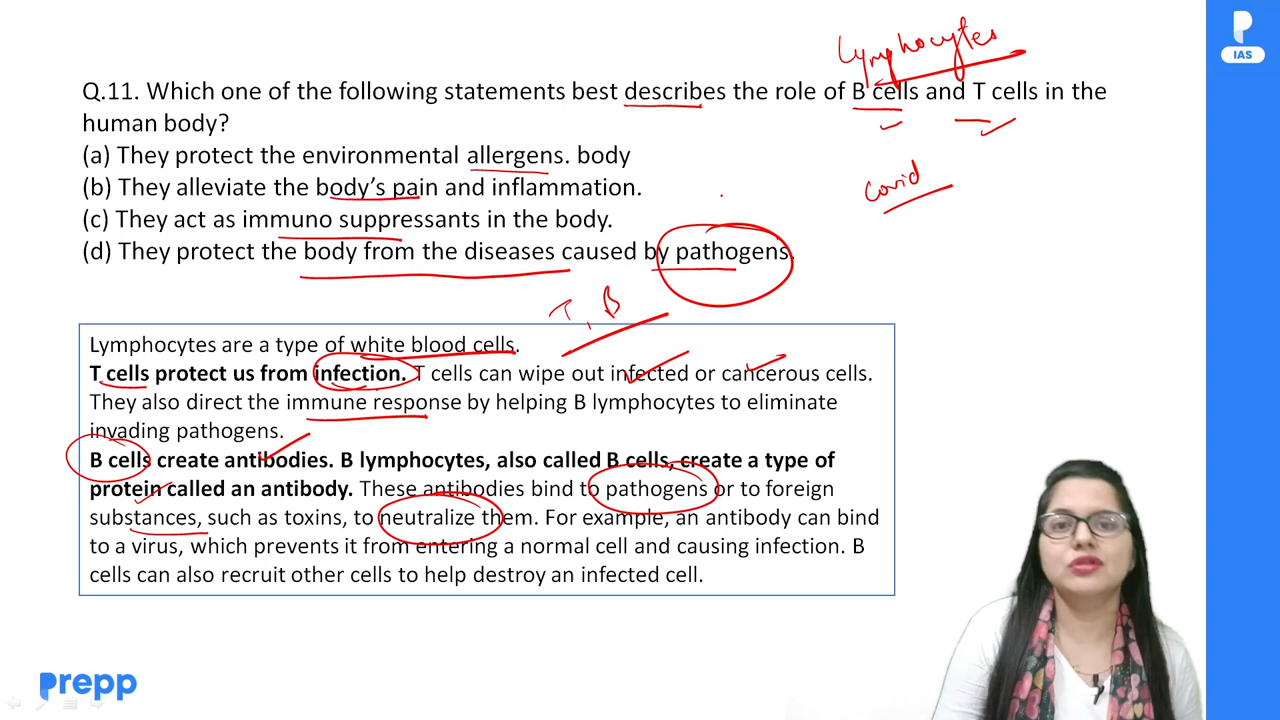 Lymphocytes
IAS
Q.11. Which one of the following statements best describes the role of B cells and T cells in the
human body?
(a) They protect the environmental allergens. body
(b) They alleviate the body's pain and inflammation.
covid
(c) They act as immuno suppressants in the body.
(d) They protect the body from the diseases caused by pathogens.
T, B
Lymphocytes are a type of white blood cells.
T cells protect us from infection. T cells can wipe out infected or cancerous cells.
They also direct the immune response by helping B lymphocytes to eliminate
invading pathogens.
B cells create antibodies. B lymphocytes, also called B cells, create a type of
protein called an antibody. These antibodies bind to pathogens or to foreign
substances, such as toxins, to neutralize them. For example, an antibody can bind
to a virus, which prevents it from entering a normal cell and causing infection. B
cells can also recruit other cells to help destroy an infected cell.
prepp